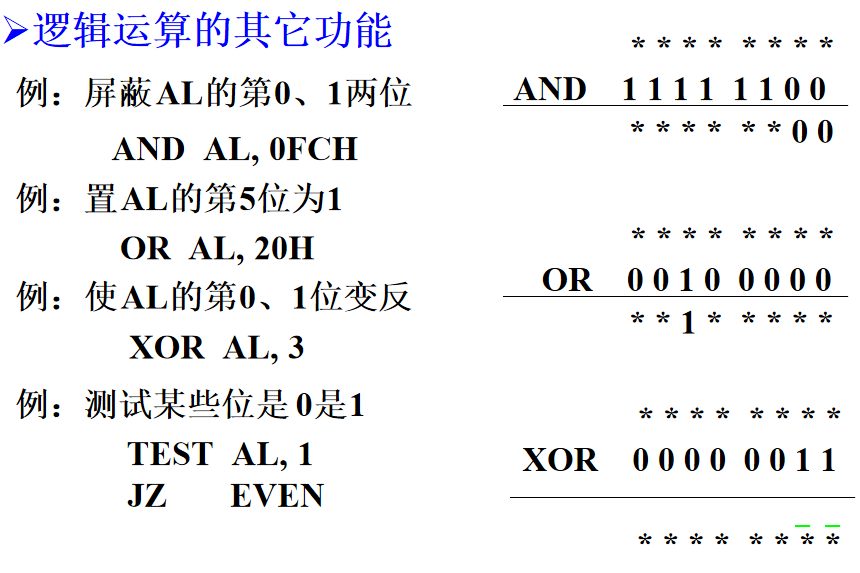 ➢逻辑运算的其它功能
例：屏蔽AL的第0、1两位
AND AL, 0FCH
例：置AL的第5位为1
OR AL, 20H
例：使AL的第0、1位变反
XOR AL, 3
例：测试某些位是0是1
TEST AL, 1
JZ EVEN
* * * * * * * *
AND 1 1 1 1 1 1 0 0
* * * * * * 0 0
* * * * * * * *
OR 0 0 1 0 0 0 0 0
* * 1 * * * * *
* * * * * * * *
XOR 0 0 0 0 0 0 1 1
* * * * * * * *